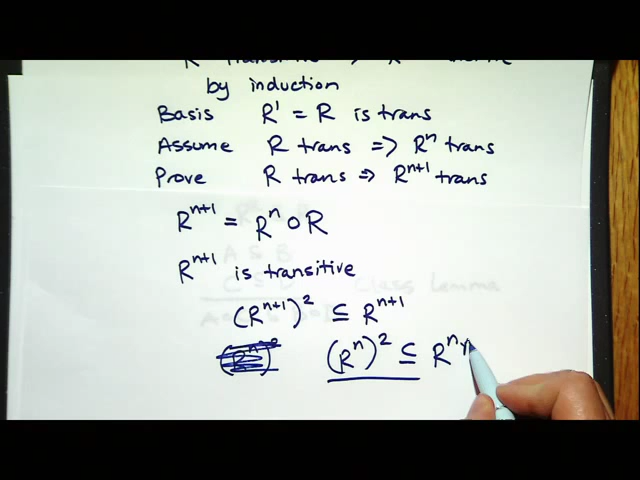 by induction
Basis R¹ = R is trans
Assume R trans => Rⁿ trans
Prove R trans => Rⁿ⁺¹ trans
Rⁿ⁺¹ = Rⁿ ∘ R
Rⁿ⁺¹ is transitive
(Rⁿ⁺¹)² ⊆ Rⁿ⁺¹
(Rⁿ)² ⊆ Rⁿ